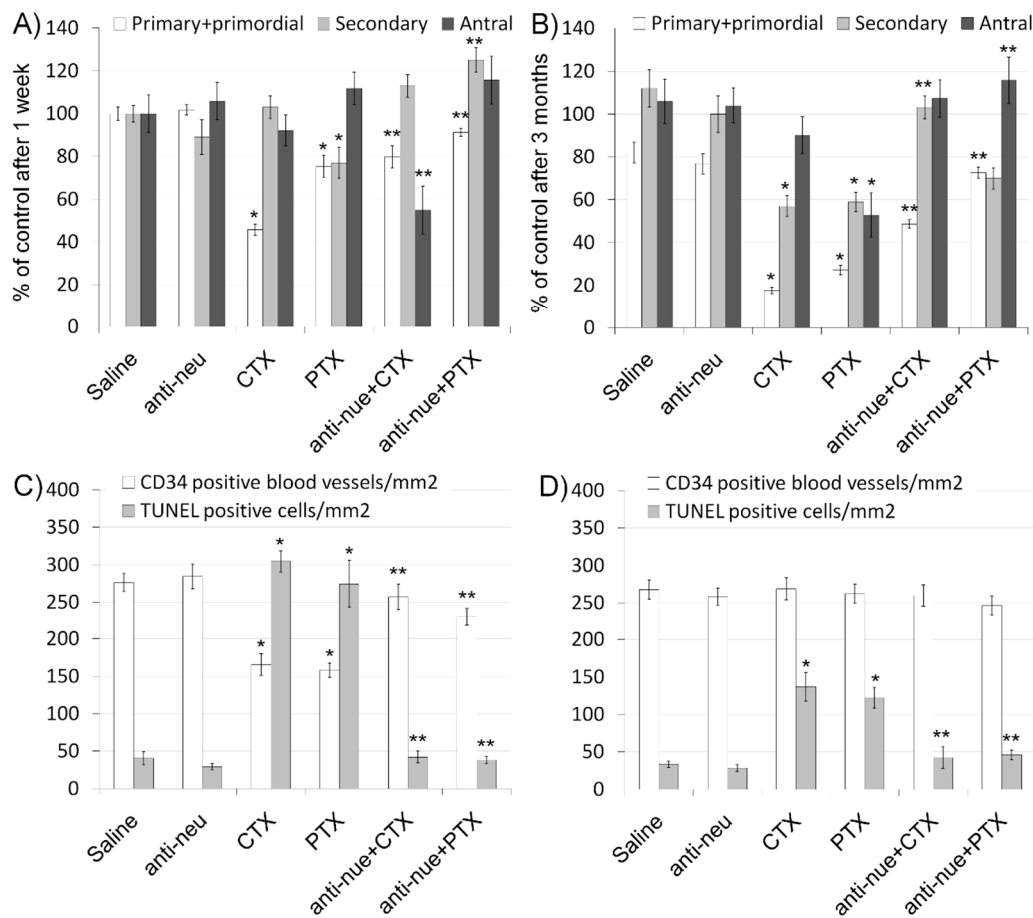 A)
Primary+primordial
Secondary
Antral
% of control after 1 week
140
120
100
80
60
40
20
0
*
* *
**
**
**
**
Saline
anti-neu
CTX
PTX
anti-nue+CTX
anti-nue+PTX
B)
Primary+primordial
Secondary
Antral
% of control after 3 months
140
120
100
80
60
40
20
0
*
*
*
*
*
**
**
**
**
Saline
anti-neu
CTX
PTX
anti-nue+CTX
anti-nue+PTX
C)
CD34 positive blood vessels/mm2
TUNEL positive cells/mm2
400
350
300
250
200
150
100
50
0
*
*
*
*
**
**
**
**
Saline
anti-neu
CTX
PTX
anti-nue+CTX
anti-nue+PTX
D)
CD34 positive blood vessels/mm2
TUNEL positive cells/mm2
400
350
300
250
200
150
100
50
0
*
*
**
**
Saline
anti-neu
CTX
PTX
anti-nue+CTX
anti-nue+PTX